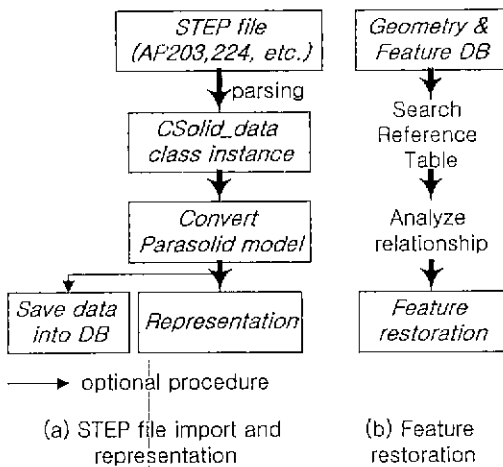 STEP file
(AP203,224, etc.)
parsing
CSolid_data
class instance
Convert
Parasolid model
Save data
into DB
Representation
optional procedure
(a) STEP file import and
representation
Geometry &
Feature DB
Search
Reference
Table
Analyze
relationship
Feature
restoration
(b) Feature
restoration